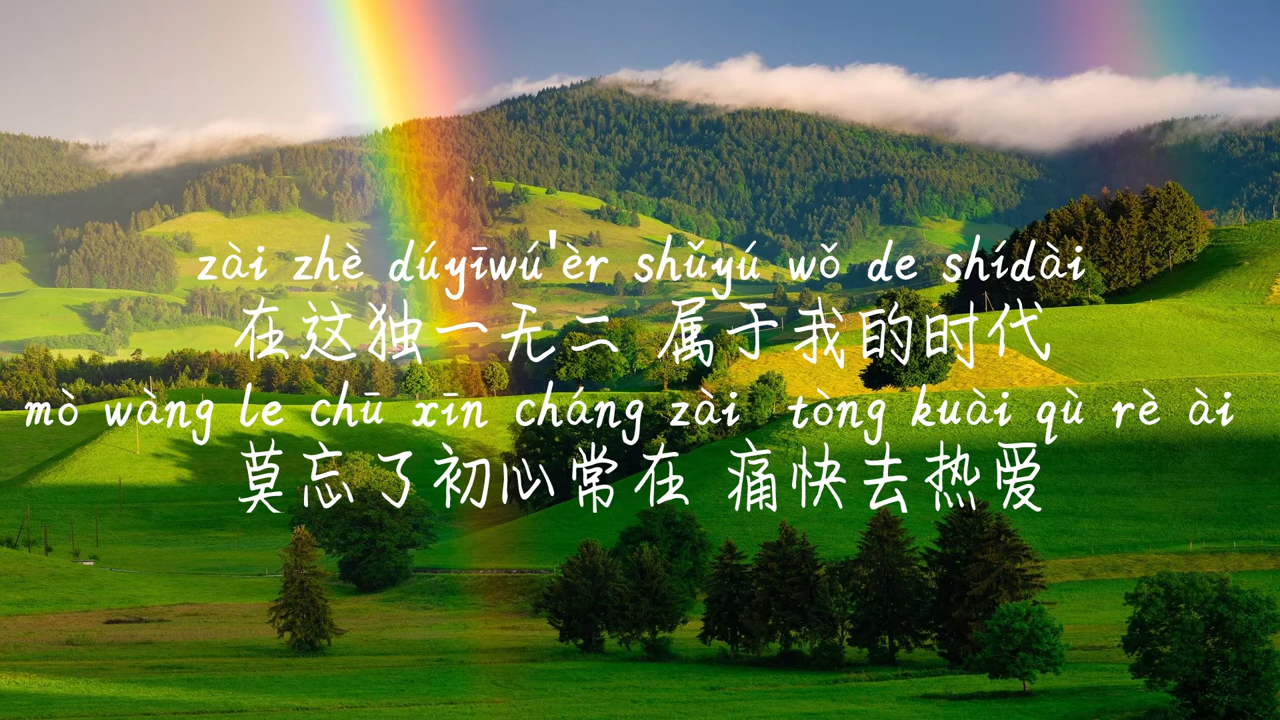 zài zhè dúyīwú'èr shǔyú wǒ de shídài
在这独一无二 属于我的时代
mò wàng le chū xīn cháng zài  tòng kuài qù rè ài
莫忘了初心常在 痛快去热爱